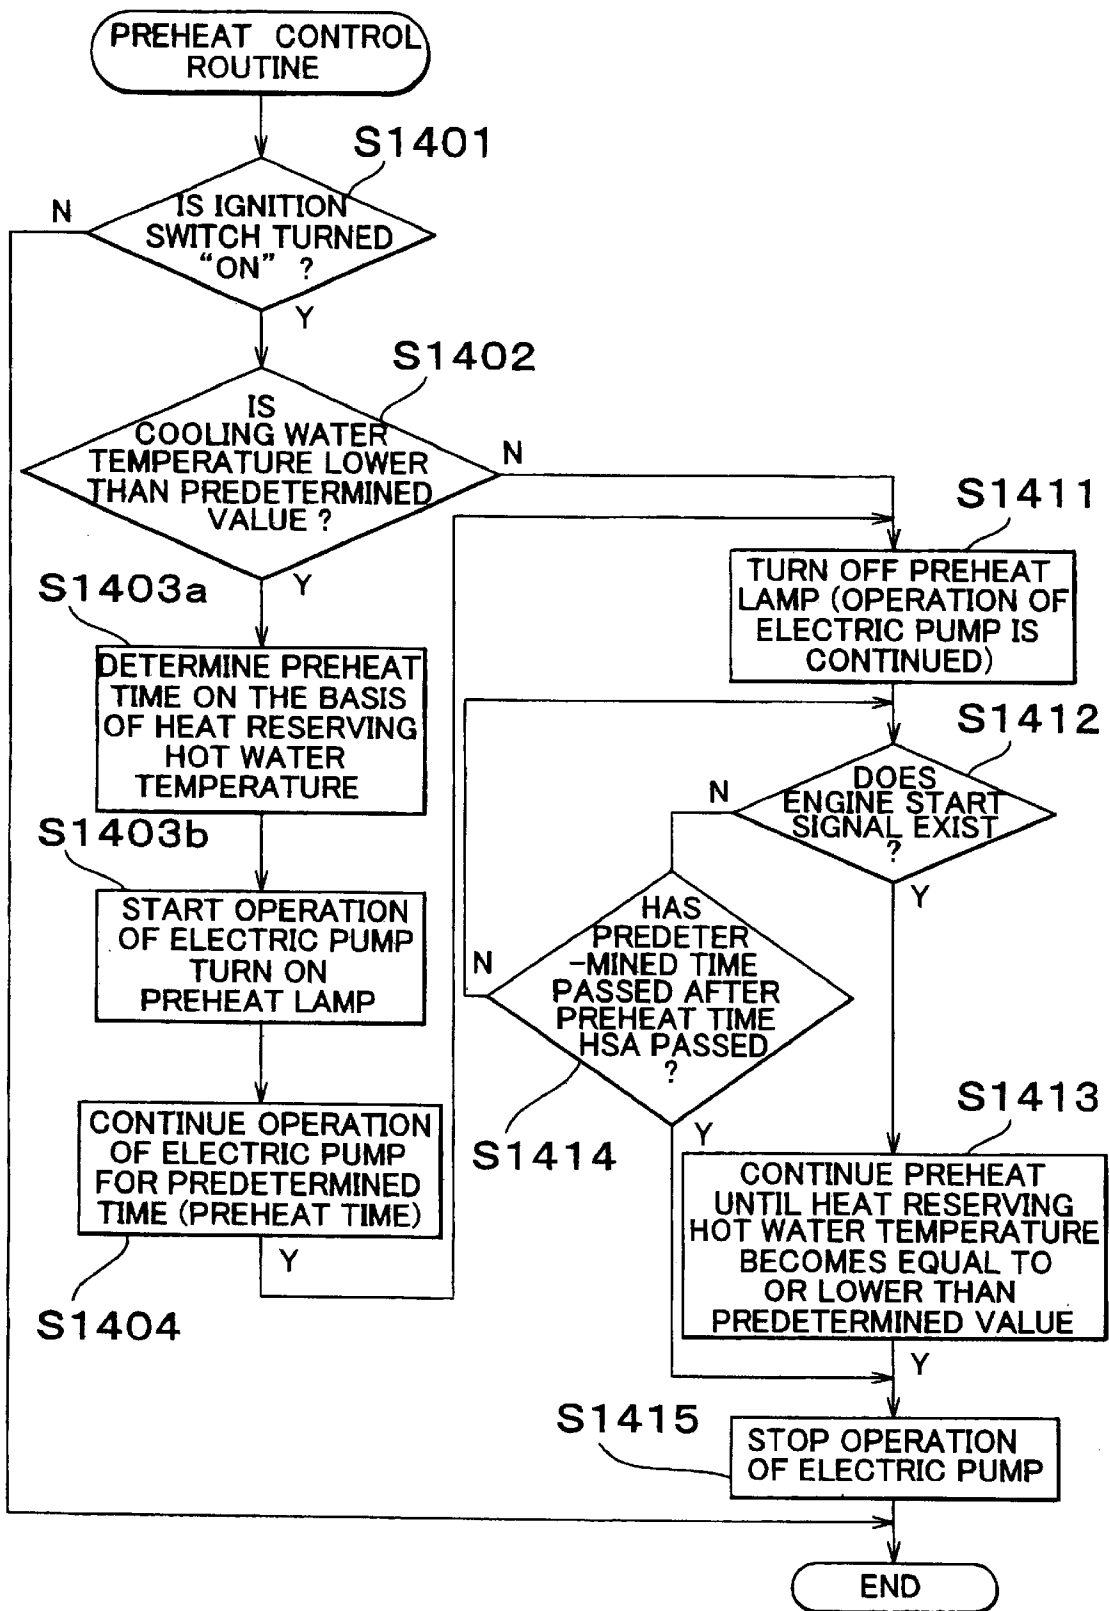 PREHEAT CONTROL
ROUTINE
S1401
N
IS IGNITION
SWITCH TURNED
“ON” ?
Y
S1402
IS
COOLING WATER
TEMPERATURE LOWER
THAN PREDETERMINED
VALUE ?
N
Y
S1403a
DETERMINE PREHEAT
TIME ON THE BASIS
OF HEAT RESERVING
HOT WATER
TEMPERATURE
S1403b
START OPERATION
OF ELECTRIC PUMP
TURN ON
PREHEAT LAMP
CONTINUE OPERATION
OF ELECTRIC PUMP
FOR PREDETERMINED
TIME (PREHEAT TIME)
Y
S1404
S1411
TURN OFF PREHEAT
LAMP (OPERATION OF
ELECTRIC PUMP IS
CONTINUED)
S1412
DOES
ENGINE START
SIGNAL EXIST
?
N
Y
HAS
PREDETER
-MINED TIME
PASSED AFTER
PREHEAT TIME
HSA PASSED
?
N
Y
S1414
S1413
CONTINUE PREHEAT
UNTIL HEAT RESERVING
HOT WATER TEMPERATURE
BECOMES EQUAL TO
OR LOWER THAN
PREDETERMINED VALUE
Y
S1415
STOP OPERATION
OF ELECTRIC PUMP
END